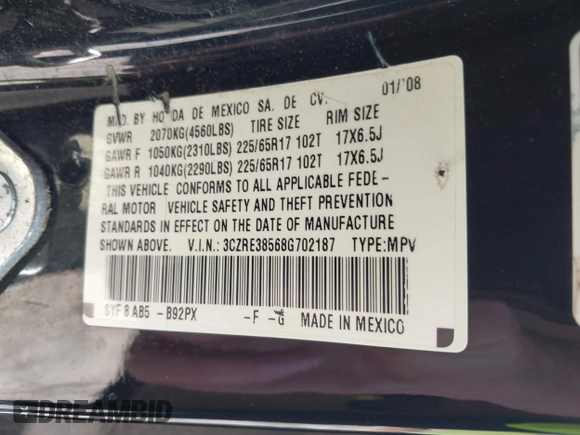 MFD. BY HONDA DE MEXICO SA. DE CV. 01/'08
GVWR 2070KG(4560LBS) TIRE SIZE RIM SIZE
GAWR F 1050KG(2310LBS) 225/65R17 102T 17X6.5J
GAWR R 1040KG(2290LBS) 225/65R17 102T 17X6.5J
THIS VEHICLE CONFORMS TO ALL APPLICABLE FEDE-
RAL MOTOR VEHICLE SAFETY AND THEFT PREVENTION
STANDARDS IN EFFECT ON THE DATE OF MANUFACTURE
SHOWN ABOVE. V.I.N.: 3CZRE38568G702187 TYPE:MPV
SYF8 AB5 -B92PX -F -G MADE IN MEXICO
DREAMBID